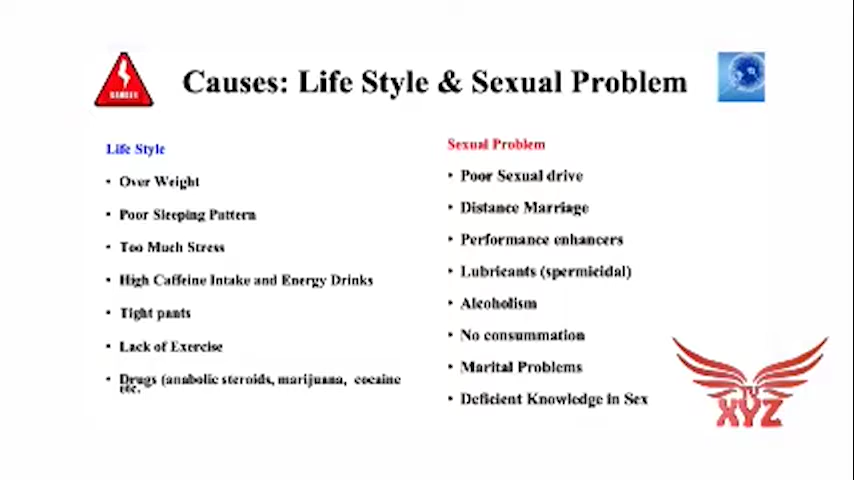 DANGER
Causes: Life Style & Sexual Problem
Life Style
• Over Weight
• Poor Sleeping Pattern
• Too Much Stress
• High Caffeine Intake and Energy Drinks
• Tight pants
• Lack of Exercise
• Drugs (anabolic steroids, marijuana, cocaine
etc.
Sexual Problem
• Poor Sexual drive
• Distance Marriage
• Performance enhancers
• Lubricants (spermicidal)
• Alcoholism
• No consummation
• Marital Problems
• Deficient Knowledge in Sex
TV
XYZ